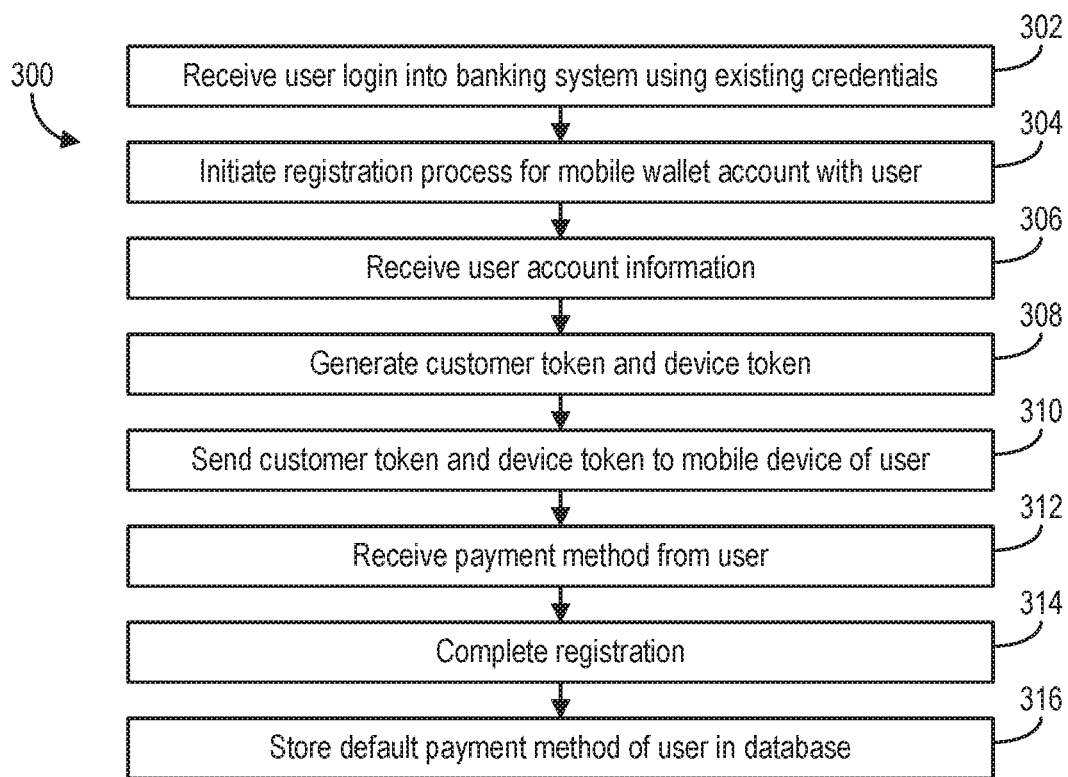 302
300
Receive user login into banking system using existing credentials
304
Initiate registration process for mobile wallet account with user
306
Receive user account information
308
Generate customer token and device token
310
Send customer token and device token to mobile device of user
312
Receive payment method from user
314
Complete registration
316
Store default payment method of user in database